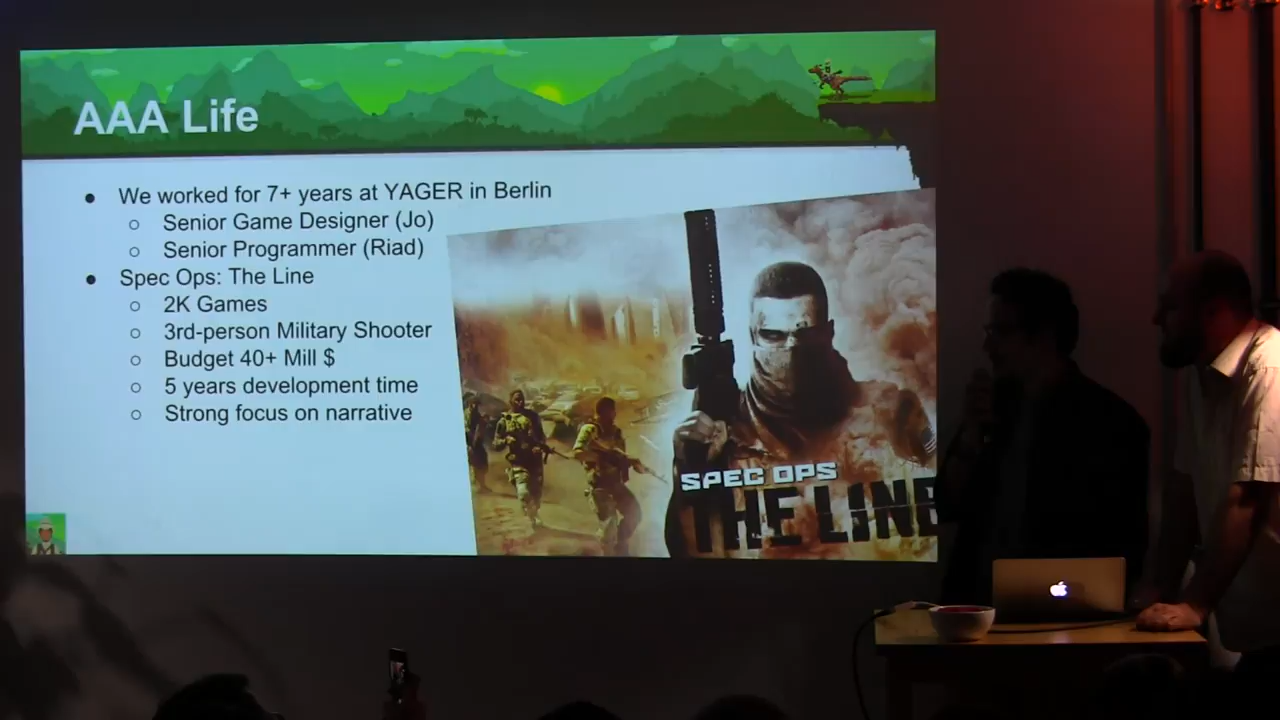 AAA Life
● We worked for 7+ years at YAGER in Berlin
○ Senior Game Designer (Jo)
○ Senior Programmer (Riad)
● Spec Ops: The Line
○ 2K Games
○ 3rd-person Military Shooter
○ Budget 40+ Mill $
○ 5 years development time
○ Strong focus on narrative
SPEC OPS
THE LINE